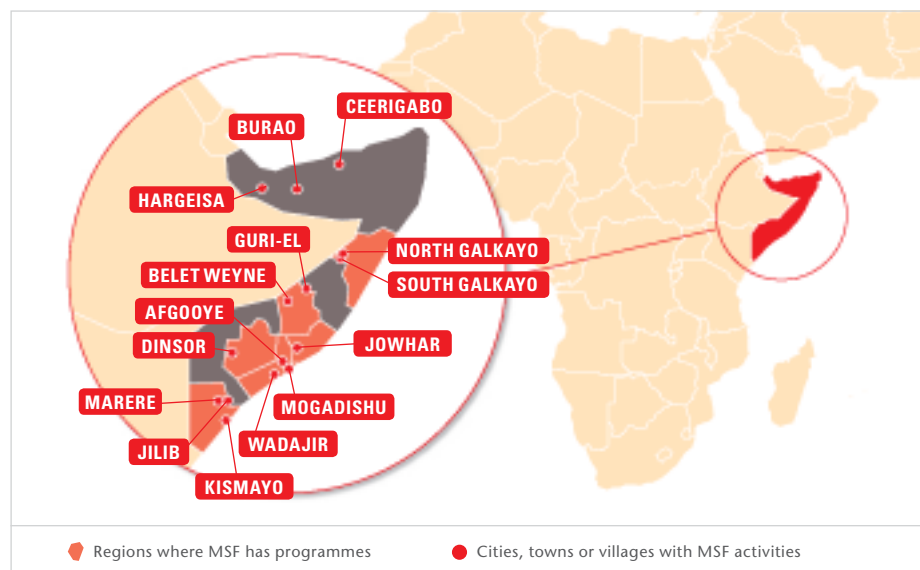 CEERIGABO
BURAO
HARGEISA
GURI-EL
NORTH GALKAYO
BELET WEYNE
SOUTH GALKAYO
AFGOOYE
DINSOR
JOWHAR
MARERE
MOGADISHU
JILIB
WADAJIR
KISMAYO
Regions where MSF has programmes
Cities, towns or villages with MSF activities